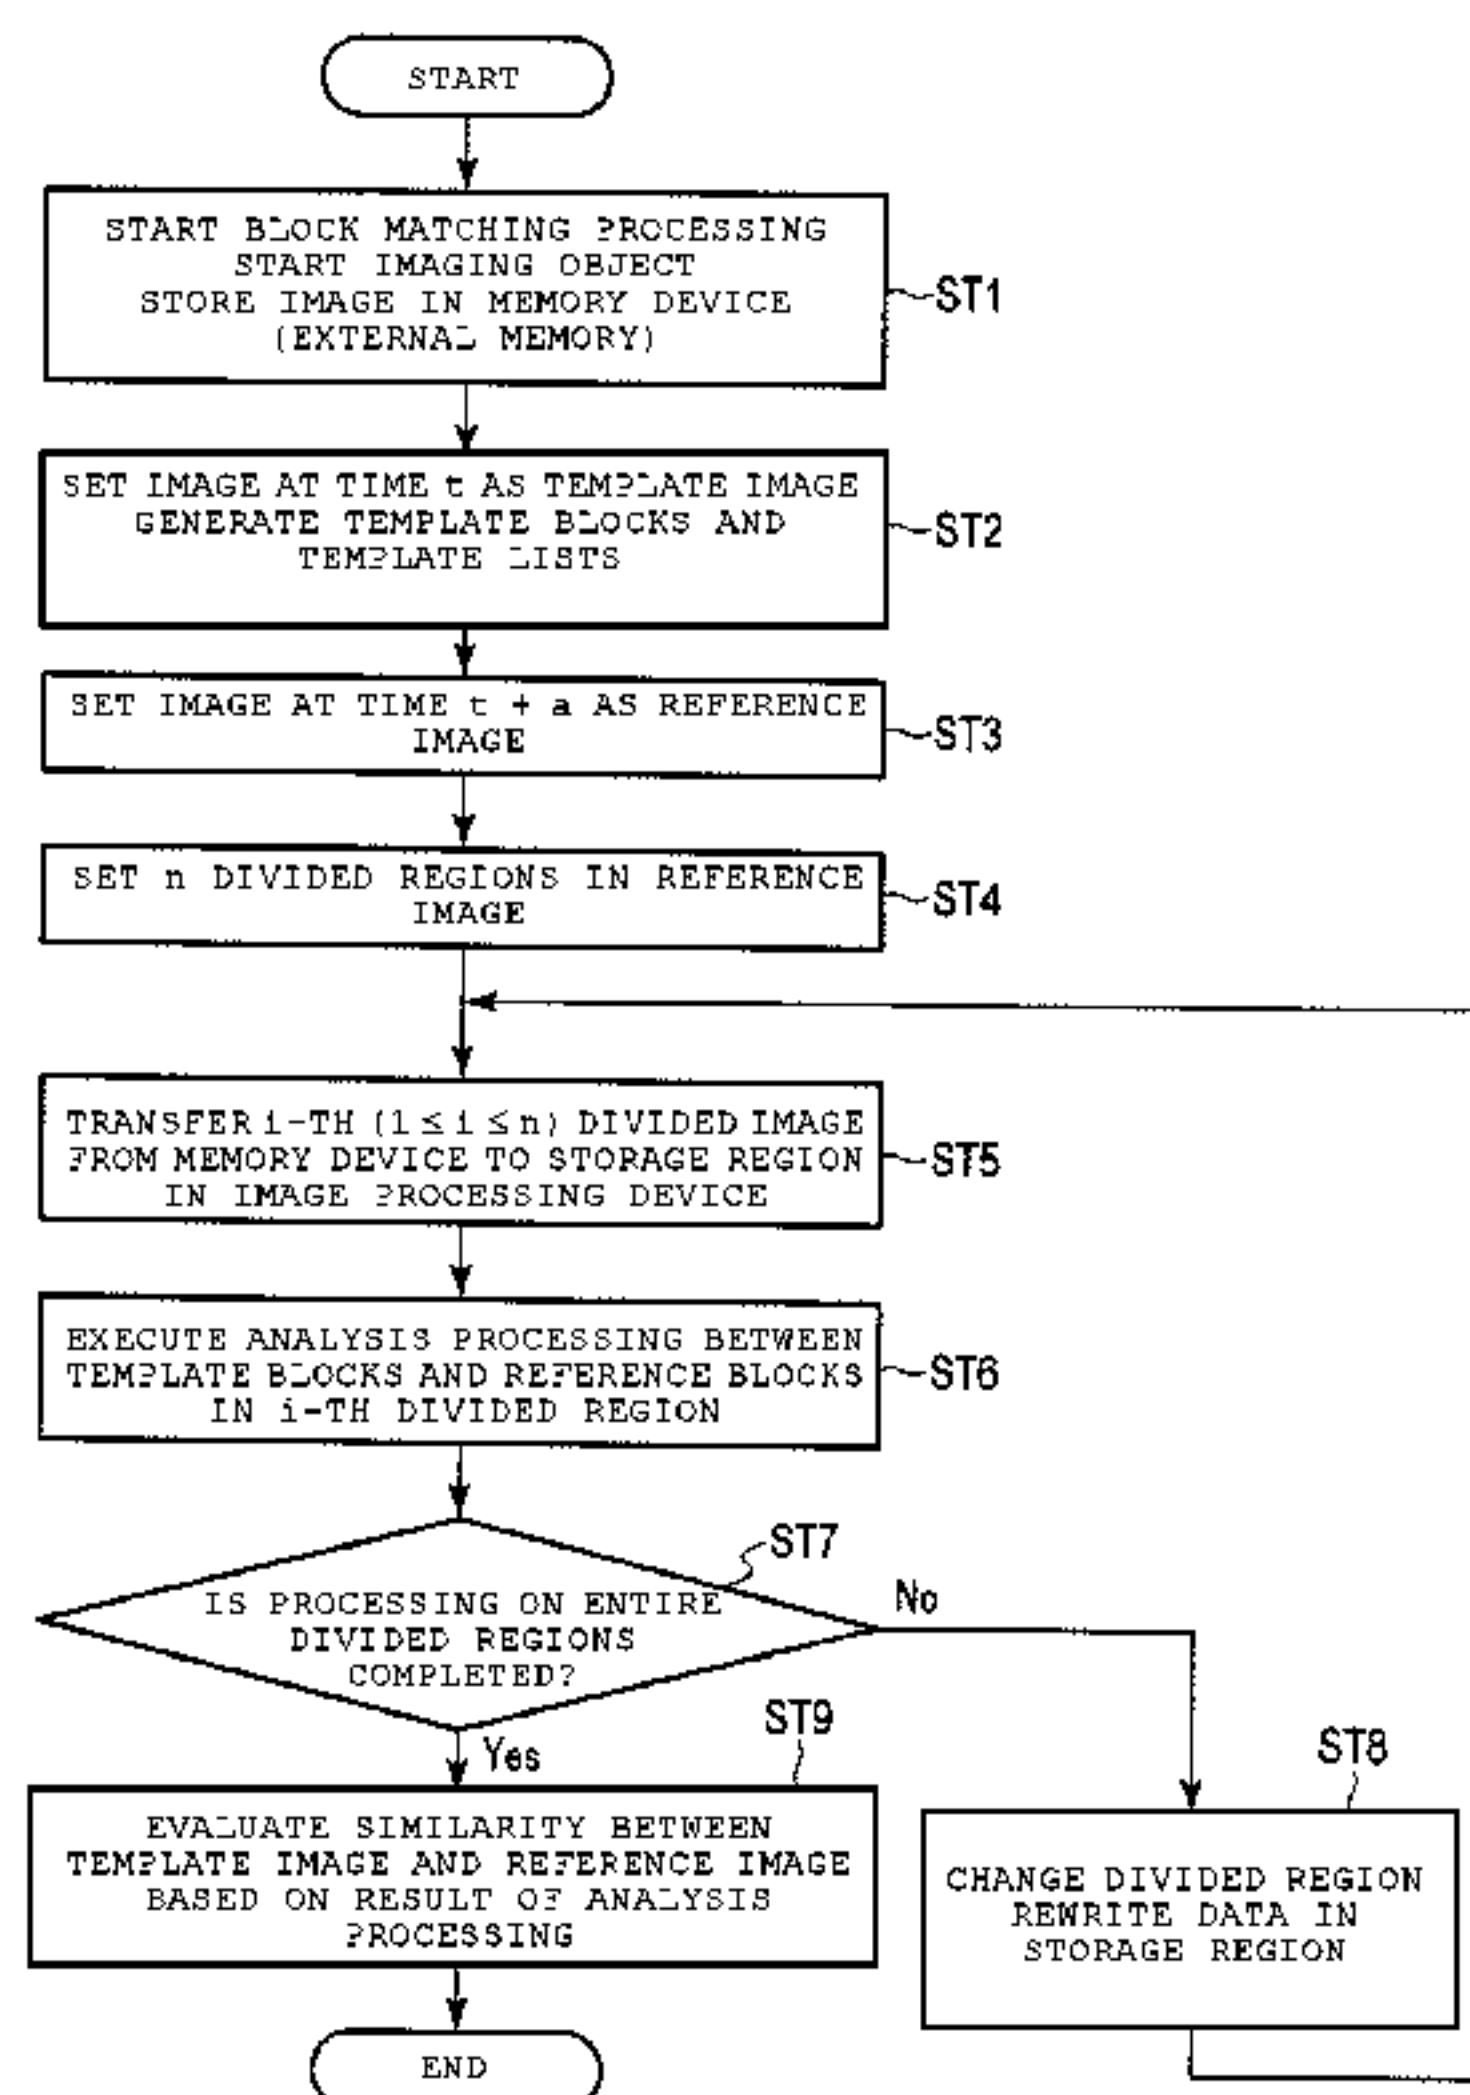 START
START BLOCK MATCHING PROCESSING
START IMAGING OBJECT
STORE IMAGE IN MEMORY DEVICE
(EXTERNAL MEMORY)
ST1
SET IMAGE AT TIME t AS TEMPLATE IMAGE
GENERATE TEMPLATE BLOCKS AND
TEMPLATE LISTS
ST2
SET IMAGE AT TIME t + a AS REFERENCE
IMAGE
ST3
SET n DIVIDED REGIONS IN REFERENCE
IMAGE
ST4
TRANSFER i-TH (1 ≤ i ≤ n) DIVIDED IMAGE
FROM MEMORY DEVICE TO STORAGE REGION
IN IMAGE PROCESSING DEVICE
ST5
EXECUTE ANALYSIS PROCESSING BETWEEN
TEMPLATE BLOCKS AND REFERENCE BLOCKS
IN i-TH DIVIDED REGION
ST6
ST7
IS PROCESSING ON ENTIRE
DIVIDED REGIONS
COMPLETED?
No
Yes
ST9
EVALUATE SIMILARITY BETWEEN
TEMPLATE IMAGE AND REFERENCE IMAGE
BASED ON RESULT OF ANALYSIS
PROCESSING
ST8
CHANGE DIVIDED REGION
REWRITE DATA IN
STORAGE REGION
END